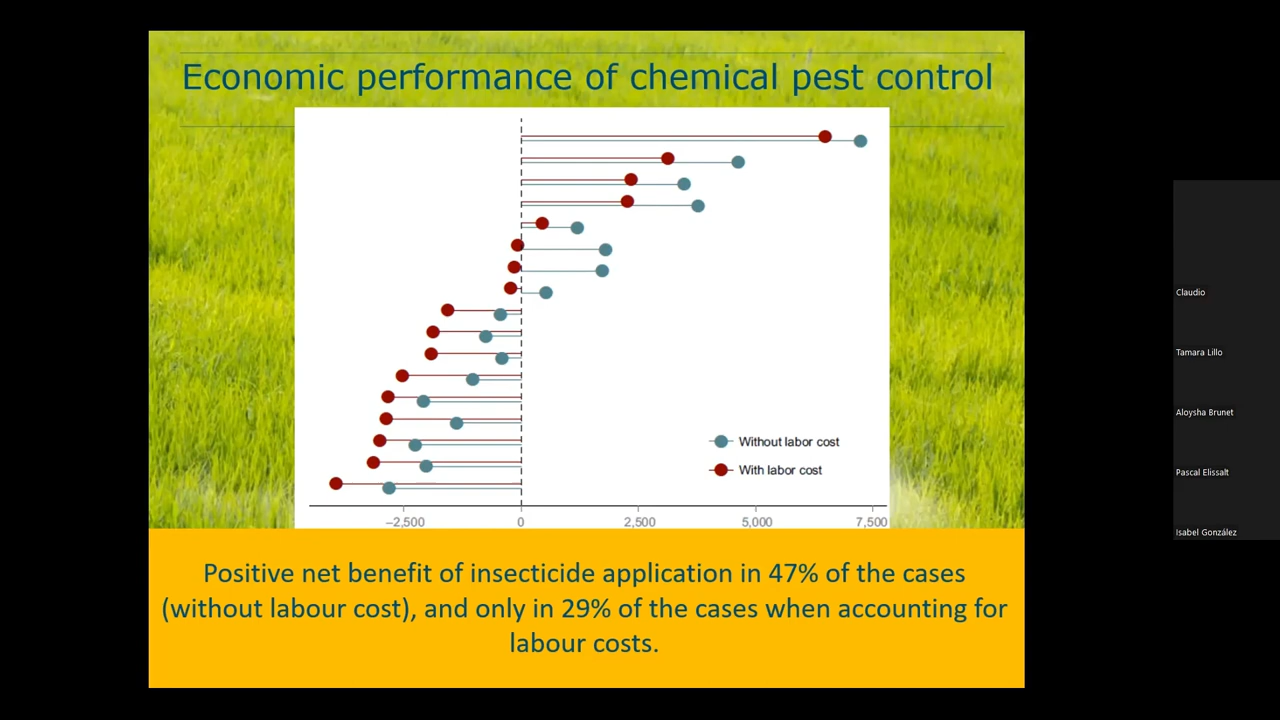 Economic performance of chemical pest control
Without labor cost
With labor cost
−2,500 0 2,500 5,000 7,500
Positive net benefit of insecticide application in 47% of the cases
(without labour cost), and only in 29% of the cases when accounting for
labour costs.
Claudio
Tamara Lillo
Aloysha Brunet
Pascal Elissalt
Isabel González